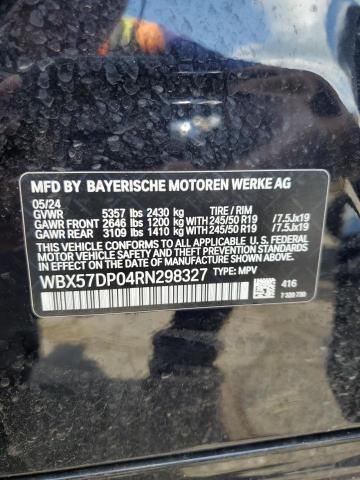 MFD BY BAYERISCHE MOTOREN WERKE AG
05/24
GVWR 5357 lbs 2430 kg TIRE / RIM
GAWR FRONT 2646 lbs 1200 kg WITH 245/50 R19 /7.5Jx19
GAWR REAR 3109 lbs 1410 kg WITH 245/50 R19 /7.5Jx19
THIS VEHICLE CONFORMS TO ALL APPLICABLE FEDERAL
MOTOR VEHICLE SAFETY, BUMPER, AND THEFT PREVENTION
STANDARDS IN EFFECT ON THE DATE OF MANUFACTURE SHOWN ABOVE.
WBX57DP04RN298327 TYPE: MPV
416